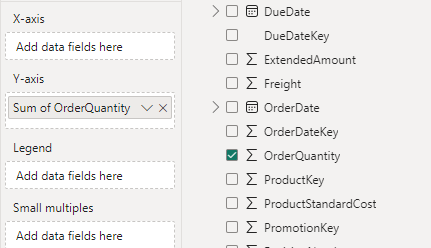 X-axis
Add data fields here
Y-axis
Sum of OrderQuantity
Legend
Add data fields here
Small multiples
Add data fields here
DueDate
DueDateKey
ExtendedAmount
Freight
OrderDate
OrderDateKey
OrderQuantity
ProductKey
ProductStandardCost
PromotionKey